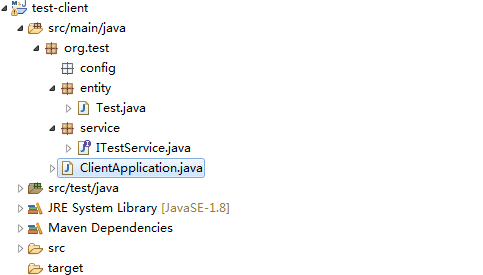 test-client
src/main/java
org.test
config
entity
Test.java
service
ITestService.java
ClientApplication.java
src/test/java
JRE System Library [JavaSE-1.8]
Maven Dependencies
src
target